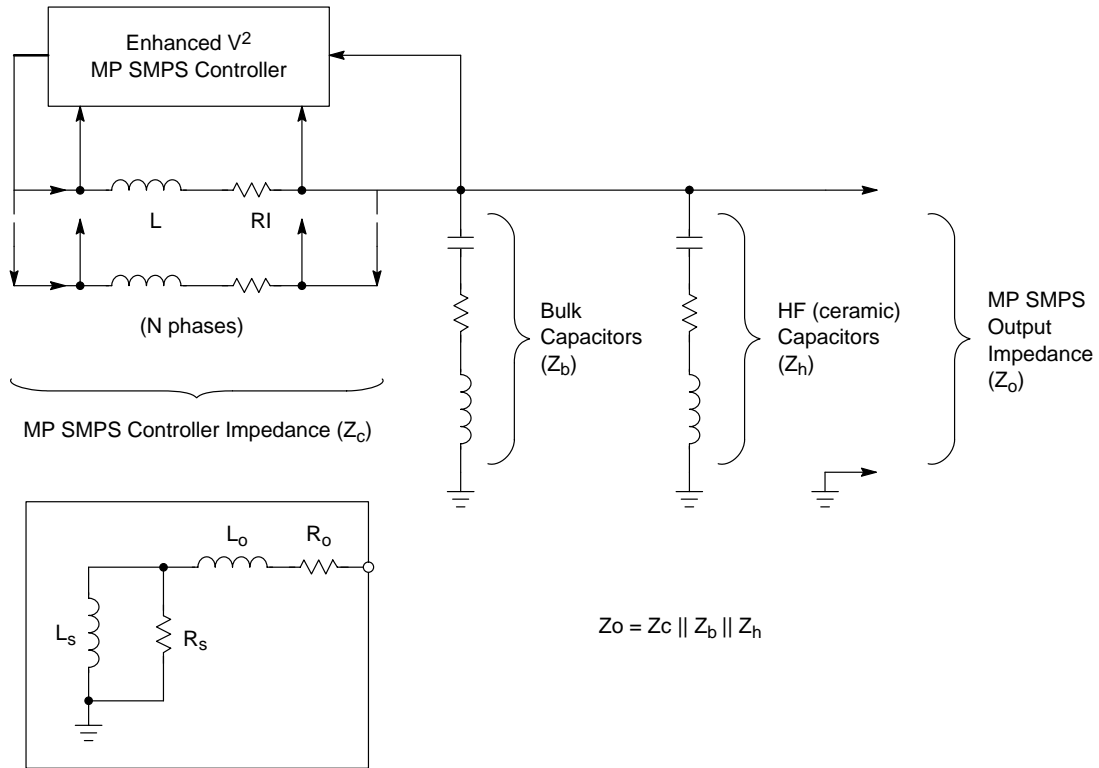 Enhanced V2
MP SMPS Controller
L
RI
(N phases)
MP SMPS Controller Impedance (Zc)
Bulk
Capacitors
(Zb)
HF (ceramic)
Capacitors
(Zh)
MP SMPS
Output
Impedance
(Zo)
Lo
Ro
Ls
Rs
Zo = Zc || Zb || Zh